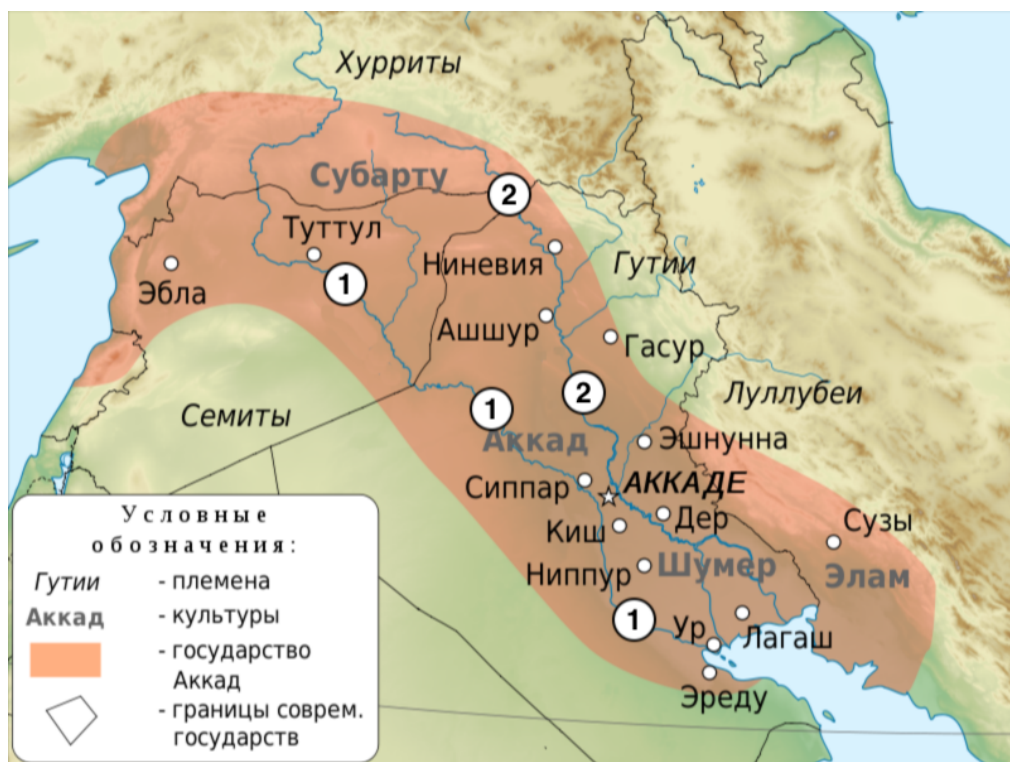 Хурриты
Субарту
2
Туттул
Ниневия
Гутии
1
Эбла
Ашшур
Гасур
Луллубеи
2
Семиты
1
Аккад
Эшнунна
Сиппар
АККАДЕ
Дер
Сузы
Киш
Ниппур
Шумер
Элам
1
Ур
Лагаш
Эреду
Условные
обозначения:
Гутии - племена
Аккад - культуры
- государство
Аккад
- границы соврем.
государств